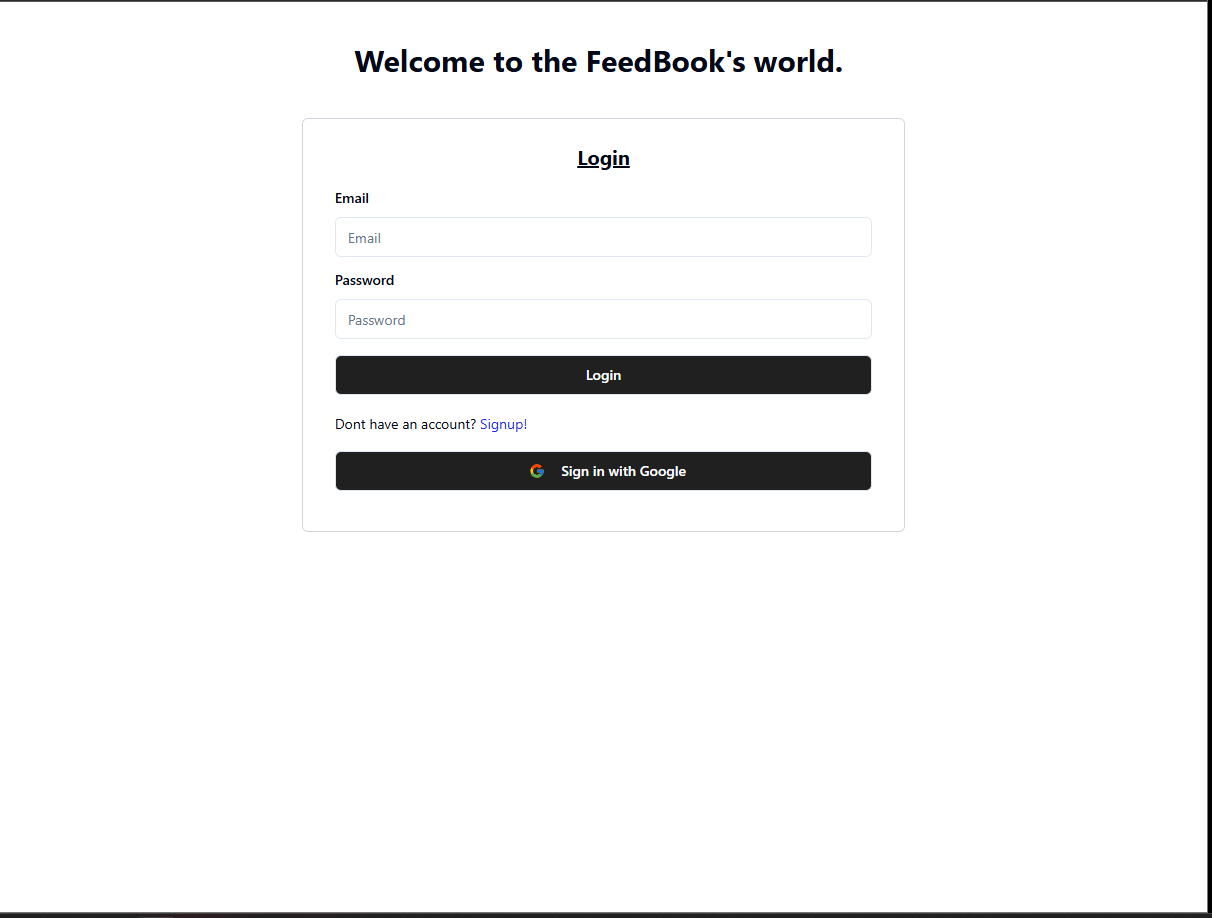 Welcome to the FeedBook's world.
Login
Email
Email
Password
Password
Login
Dont have an account? Signup!
Sign in with Google